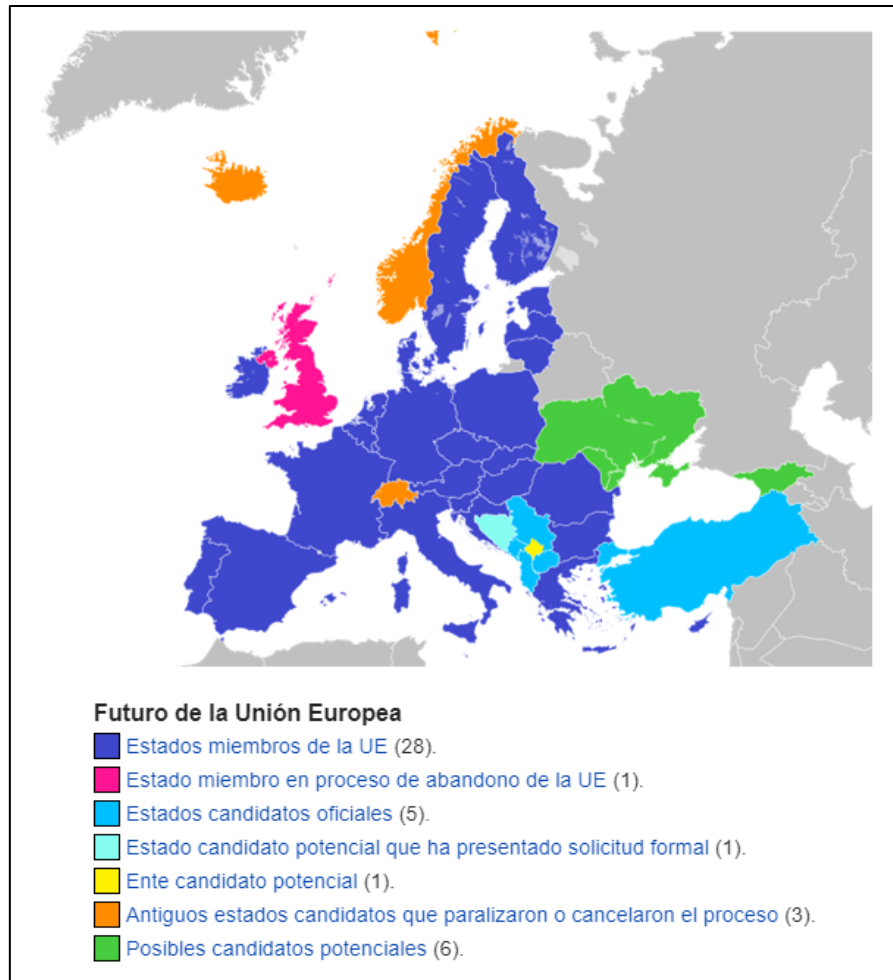 Futuro de la Unión Europea
Estados miembros de la UE (28).
Estado miembro en proceso de abandono de la UE (1).
Estados candidatos oficiales (5).
Estado candidato potencial que ha presentado solicitud formal (1).
Ente candidato potencial (1).
Antiguos estados candidatos que paralizaron o cancelaron el proceso (3).
Posibles candidatos potenciales (6).